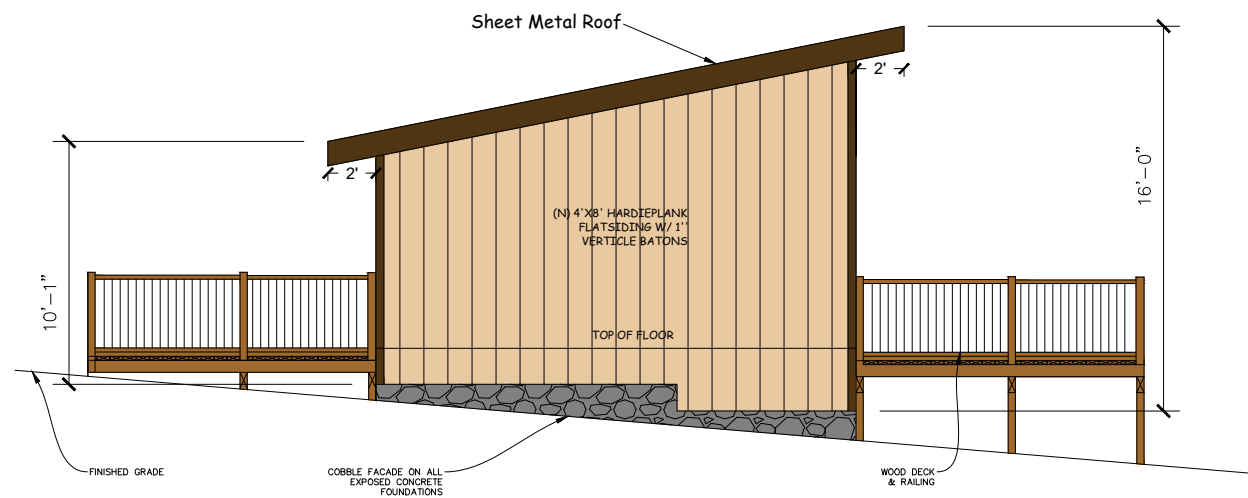 Sheet Metal Roof
2'
2'
16'-0"
10'-1"
(N) 4'X8' HARDIEPLANK
FLATSIDING W/ 1''
VERTICLE BATONS
TOP OF FLOOR
FINISHED GRADE
COBBLE FACADE ON ALL
EXPOSED CONCRETE
FOUNDATIONS
WOOD DECK
& RAILING